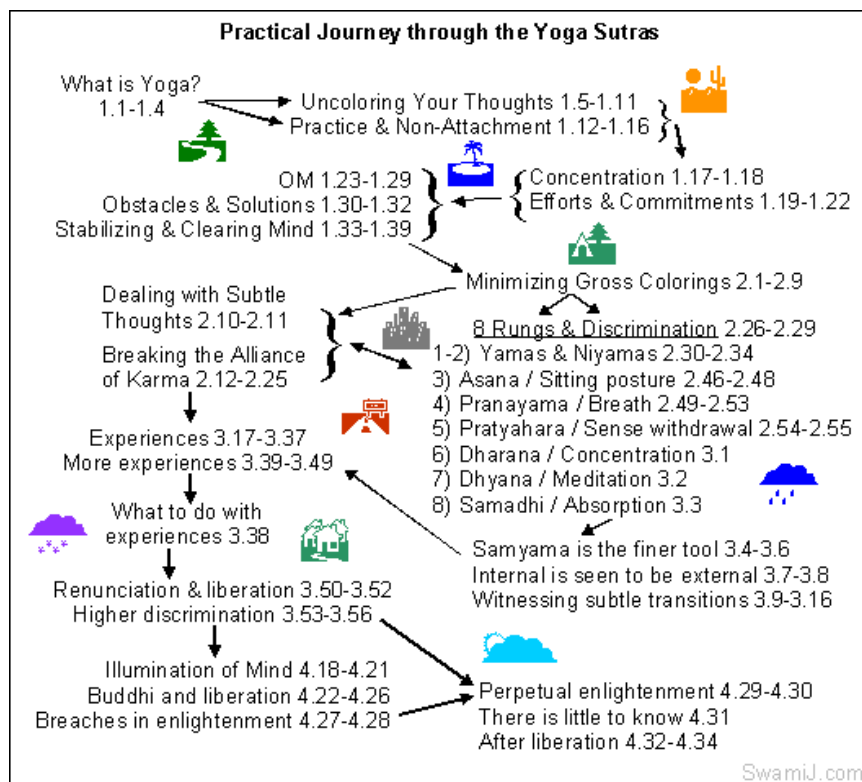 Practical Journey through the Yoga Sutras
What is Yoga?
1.1-1.4
Uncoloring Your Thoughts 1.5-1.11
Practice & Non-Attachment 1.12-1.16
OM 1.23-1.29
Obstacles & Solutions 1.30-1.32
Stabilizing & Clearing Mind 1.33-1.39
Concentration 1.17-1.18
Efforts & Commitments 1.19-1.22
Minimizing Gross Colorings 2.1-2.9
Dealing with Subtle
Thoughts 2.10-2.11
Breaking the Alliance
of Karma 2.12-2.25
8 Rungs & Discrimination 2.26-2.29
1-2) Yamas & Niyamas 2.30-2.34
3) Asana / Sitting posture 2.46-2.48
4) Pranayama / Breath 2.49-2.53
5) Pratyahara / Sense withdrawal 2.54-2.55
6) Dharana / Concentration 3.1
7) Dhyana / Meditation 3.2
8) Samadhi / Absorption 3.3
Experiences 3.17-3.37
More experiences 3.39-3.49
What to do with
experiences 3.38
Samyama is the finer tool 3.4-3.6
Internal is seen to be external 3.7-3.8
Witnessing subtle transitions 3.9-3.16
Renunciation & liberation 3.50-3.52
Higher discrimination 3.53-3.56
Illumination of Mind 4.18-4.21
Buddhi and liberation 4.22-4.26
Breaches in enlightenment 4.27-4.28
Perpetual enlightenment 4.29-4.30
There is little to know 4.31
After liberation 4.32-4.34
SwamiJ.com